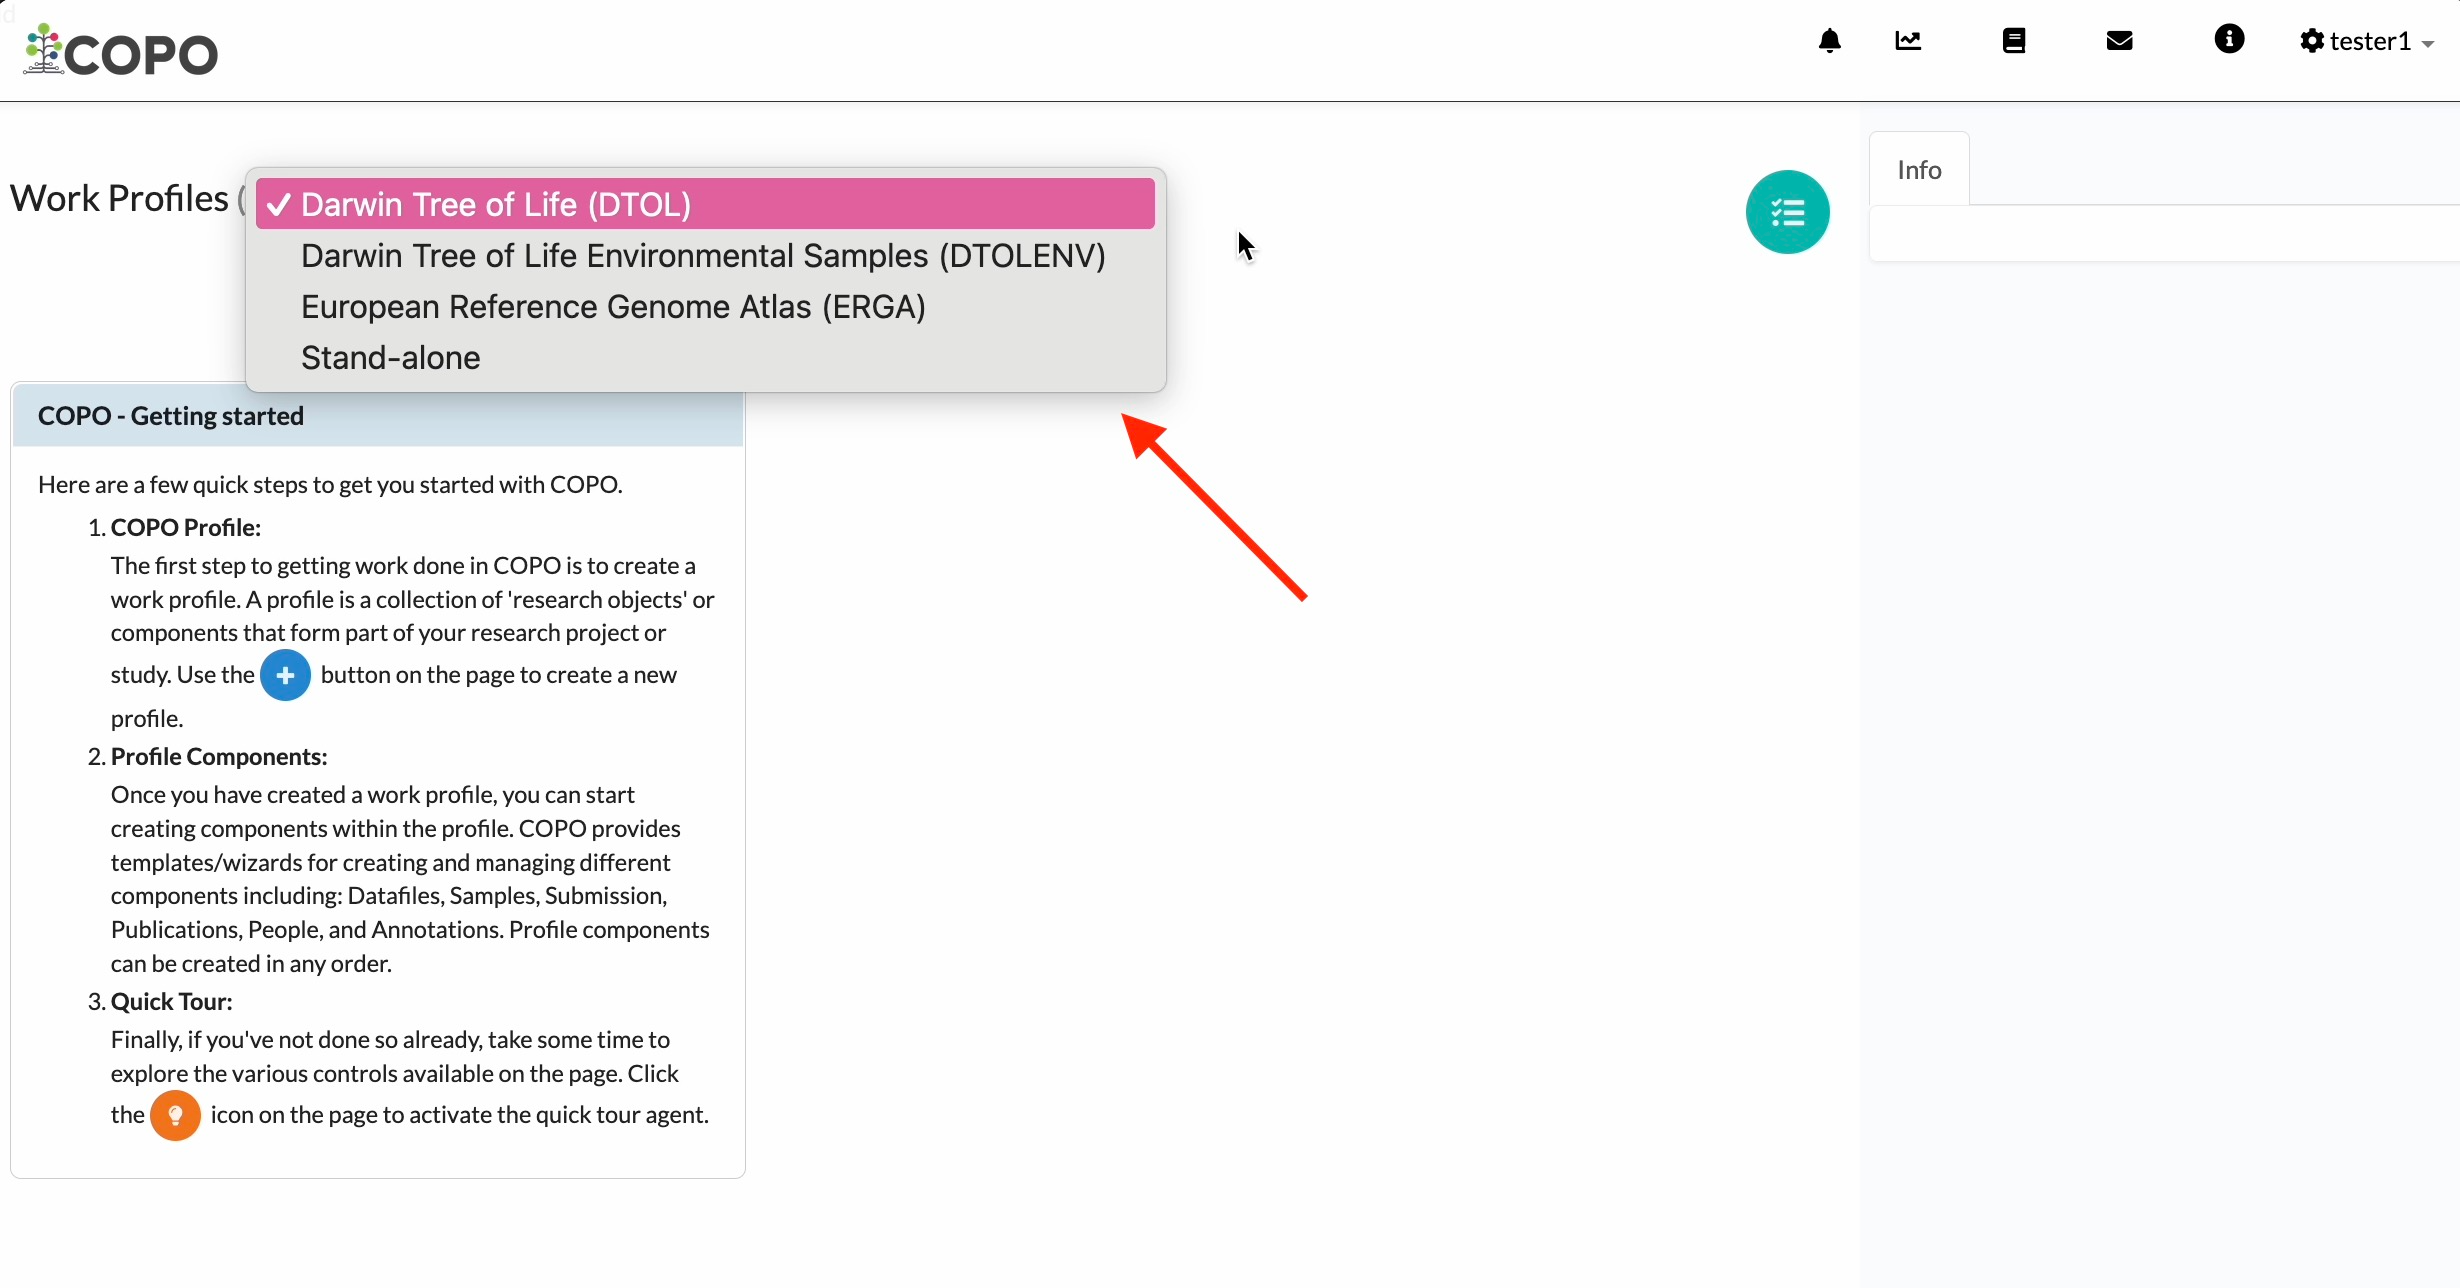 COPO
tester1
Work Profiles (
✓ Darwin Tree of Life (DTOL)
Darwin Tree of Life Environmental Samples (DTOLENV)
European Reference Genome Atlas (ERGA)
Stand-alone
Info
COPO - Getting started
Here are a few quick steps to get you started with COPO.
1. COPO Profile:
The first step to getting work done in COPO is to create a
work profile. A profile is a collection of 'research objects' or
components that form part of your research project or
study. Use the + button on the page to create a new
profile.
2. Profile Components:
Once you have created a work profile, you can start
creating components within the profile. COPO provides
templates/wizards for creating and managing different
components including: Datafiles, Samples, Submission,
Publications, People, and Annotations. Profile components
can be created in any order.
3. Quick Tour:
Finally, if you've not done so already, take some time to
explore the various controls available on the page. Click
the icon on the page to activate the quick tour agent.